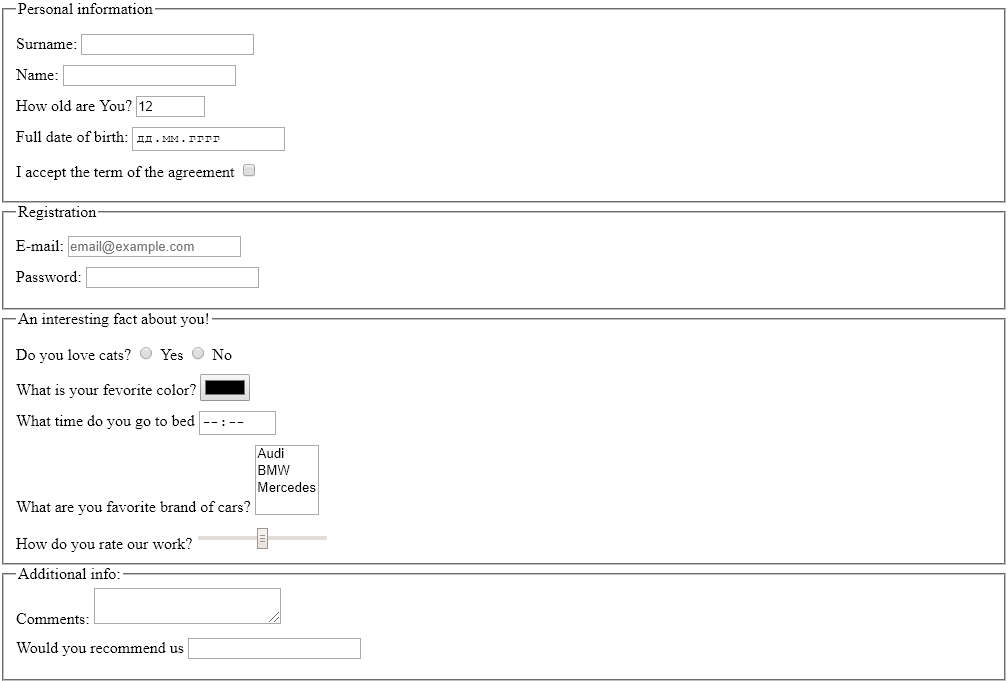 Personal information
Surname:
Name:
How old are You? 12
Full date of birth: дд.мм.гггг
I accept the term of the agreement
Registration
E-mail: email@example.com
Password:
An interesting fact about you!
Do you love cats? Yes No
What is your fevorite color?
What time do you go to bed --:--
Audi
BMW
Mercedes
What are you favorite brand of cars?
How do you rate our work?
Additional info:
Comments:
Would you recommend us